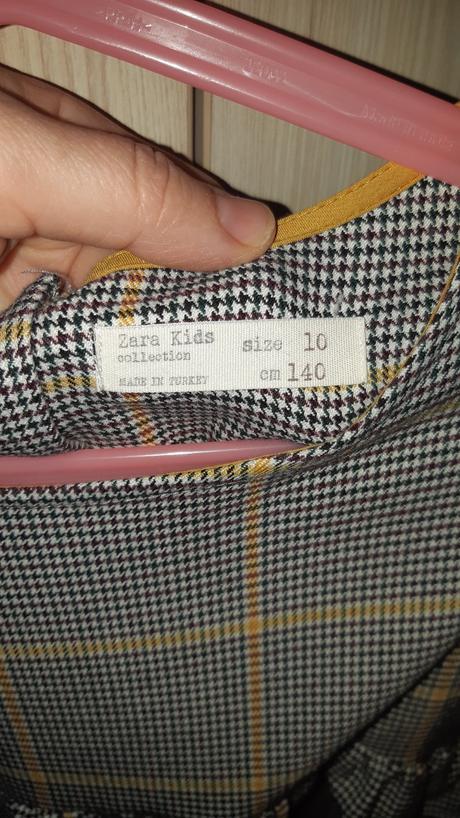 Zara Kids
collection
MADE IN TURKEY
size 10
cm 140